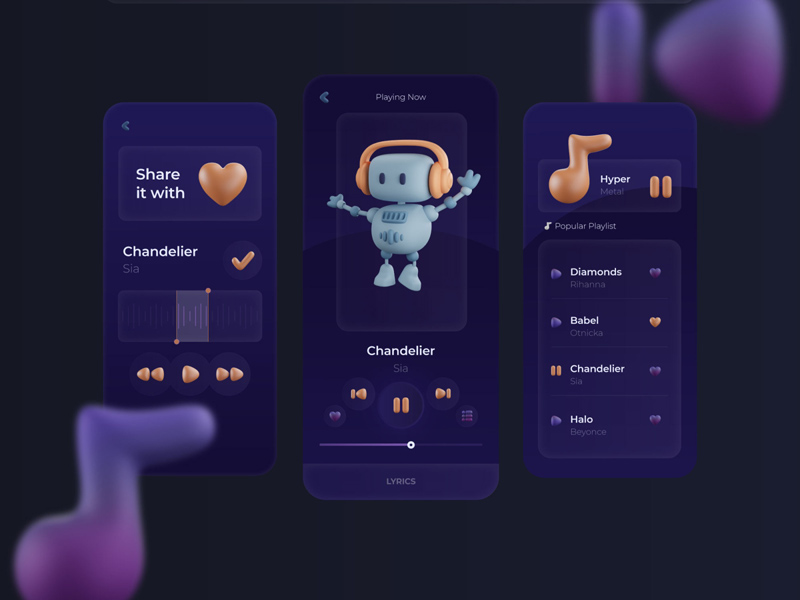 Share
it with
Chandelier
Sia
Playing Now
Chandelier
Sia
LYRICS
Hyper
Metal
Popular Playlist
Diamonds
Rihanna
Babel
Otnicka
Chandelier
Sia
Halo
Beyonce